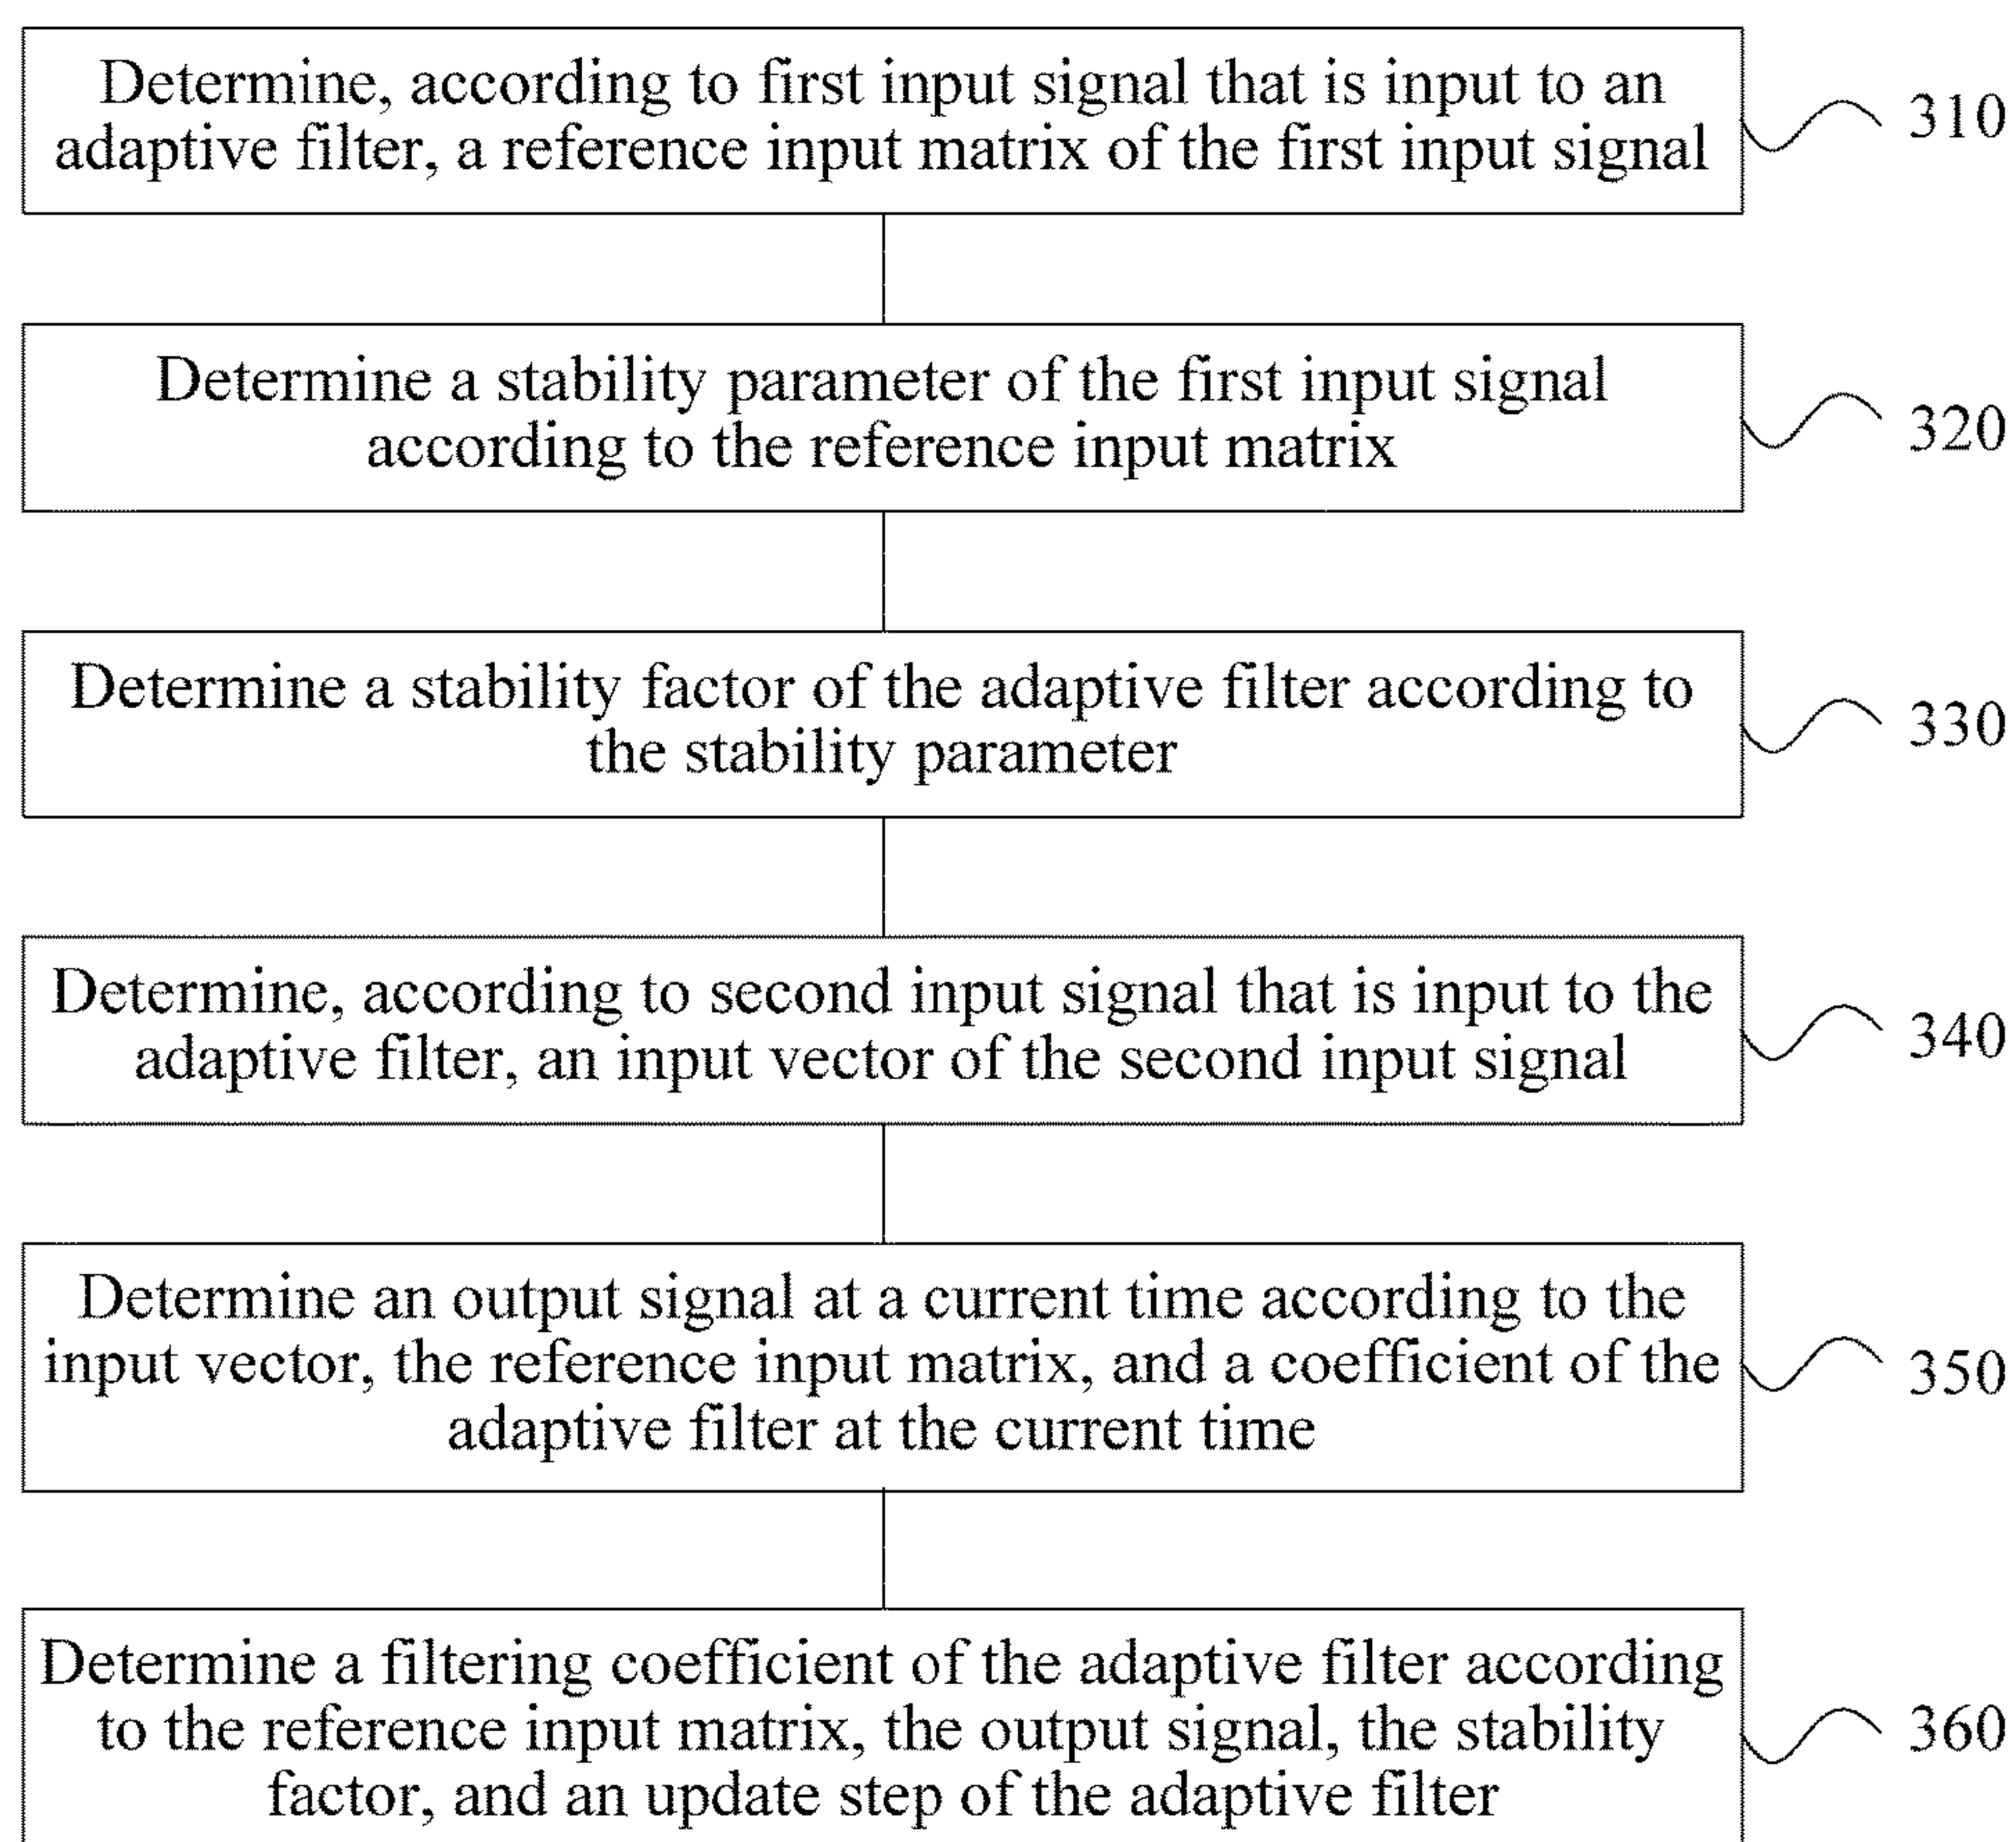 Determine, according to first input signal that is input to an
adaptive filter, a reference input matrix of the first input signal
310
Determine a stability parameter of the first input signal
according to the reference input matrix
320
Determine a stability factor of the adaptive filter according to
the stability parameter
330
Determine, according to second input signal that is input to the
adaptive filter, an input vector of the second input signal
340
Determine an output signal at a current time according to the
input vector, the reference input matrix, and a coefficient of the
adaptive filter at the current time
350
Determine a filtering coefficient of the adaptive filter according
to the reference input matrix, the output signal, the stability
factor, and an update step of the adaptive filter
360